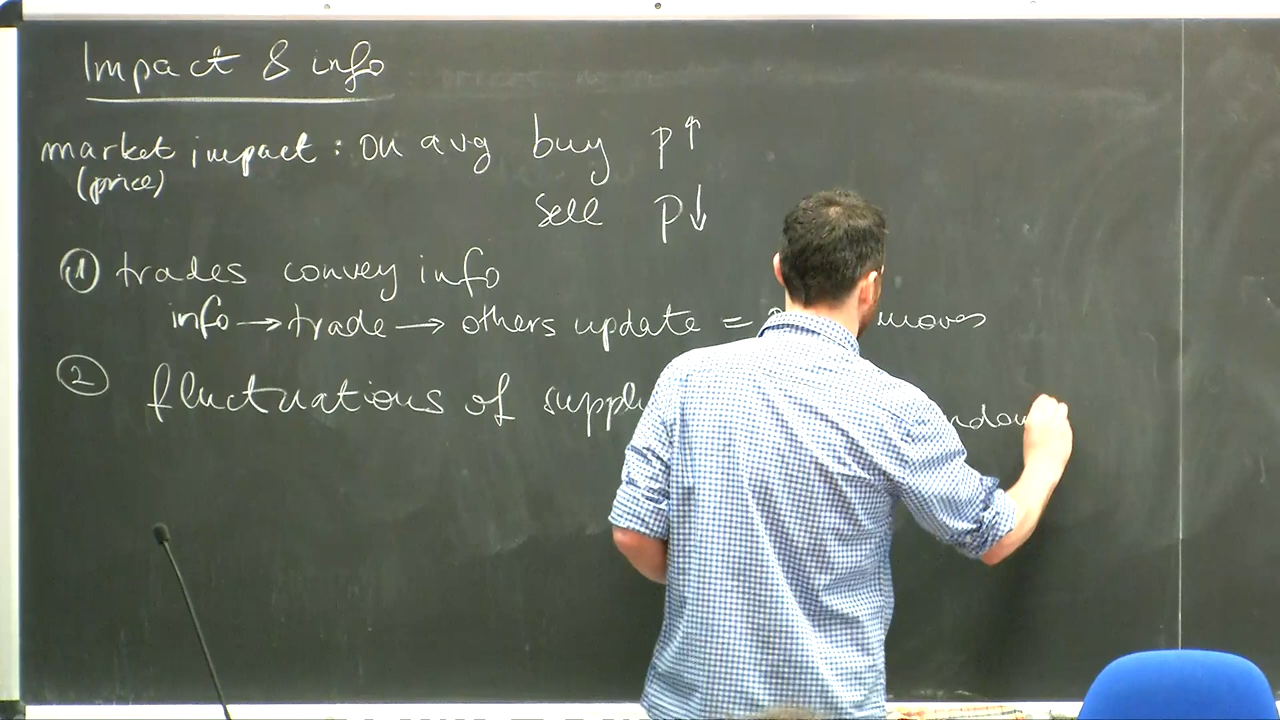 Impact & info
market impact : on avg buy p↑
(price)
sell p↓
① trades convey info
info → trade → others update = moves
② fluctuations of